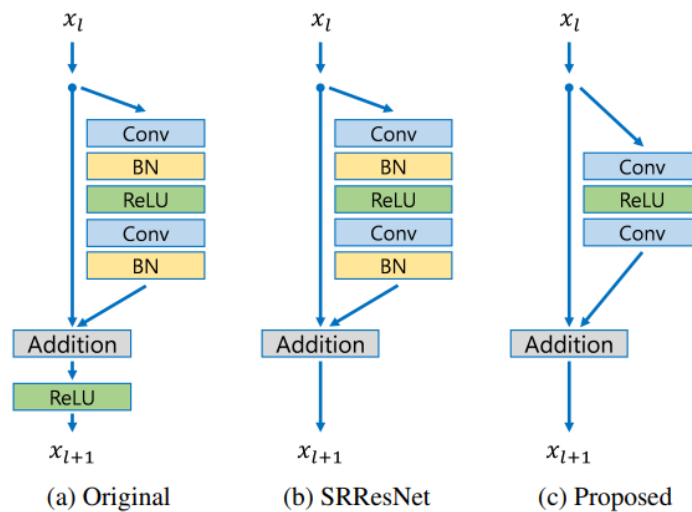 x_l
Conv
BN
ReLU
Conv
BN
Addition
ReLU
x_{l+1}
(a) Original
x_l
Conv
BN
ReLU
Conv
BN
Addition
x_{l+1}
(b) SRResNet
x_l
Conv
ReLU
Conv
Addition
x_{l+1}
(c) Proposed